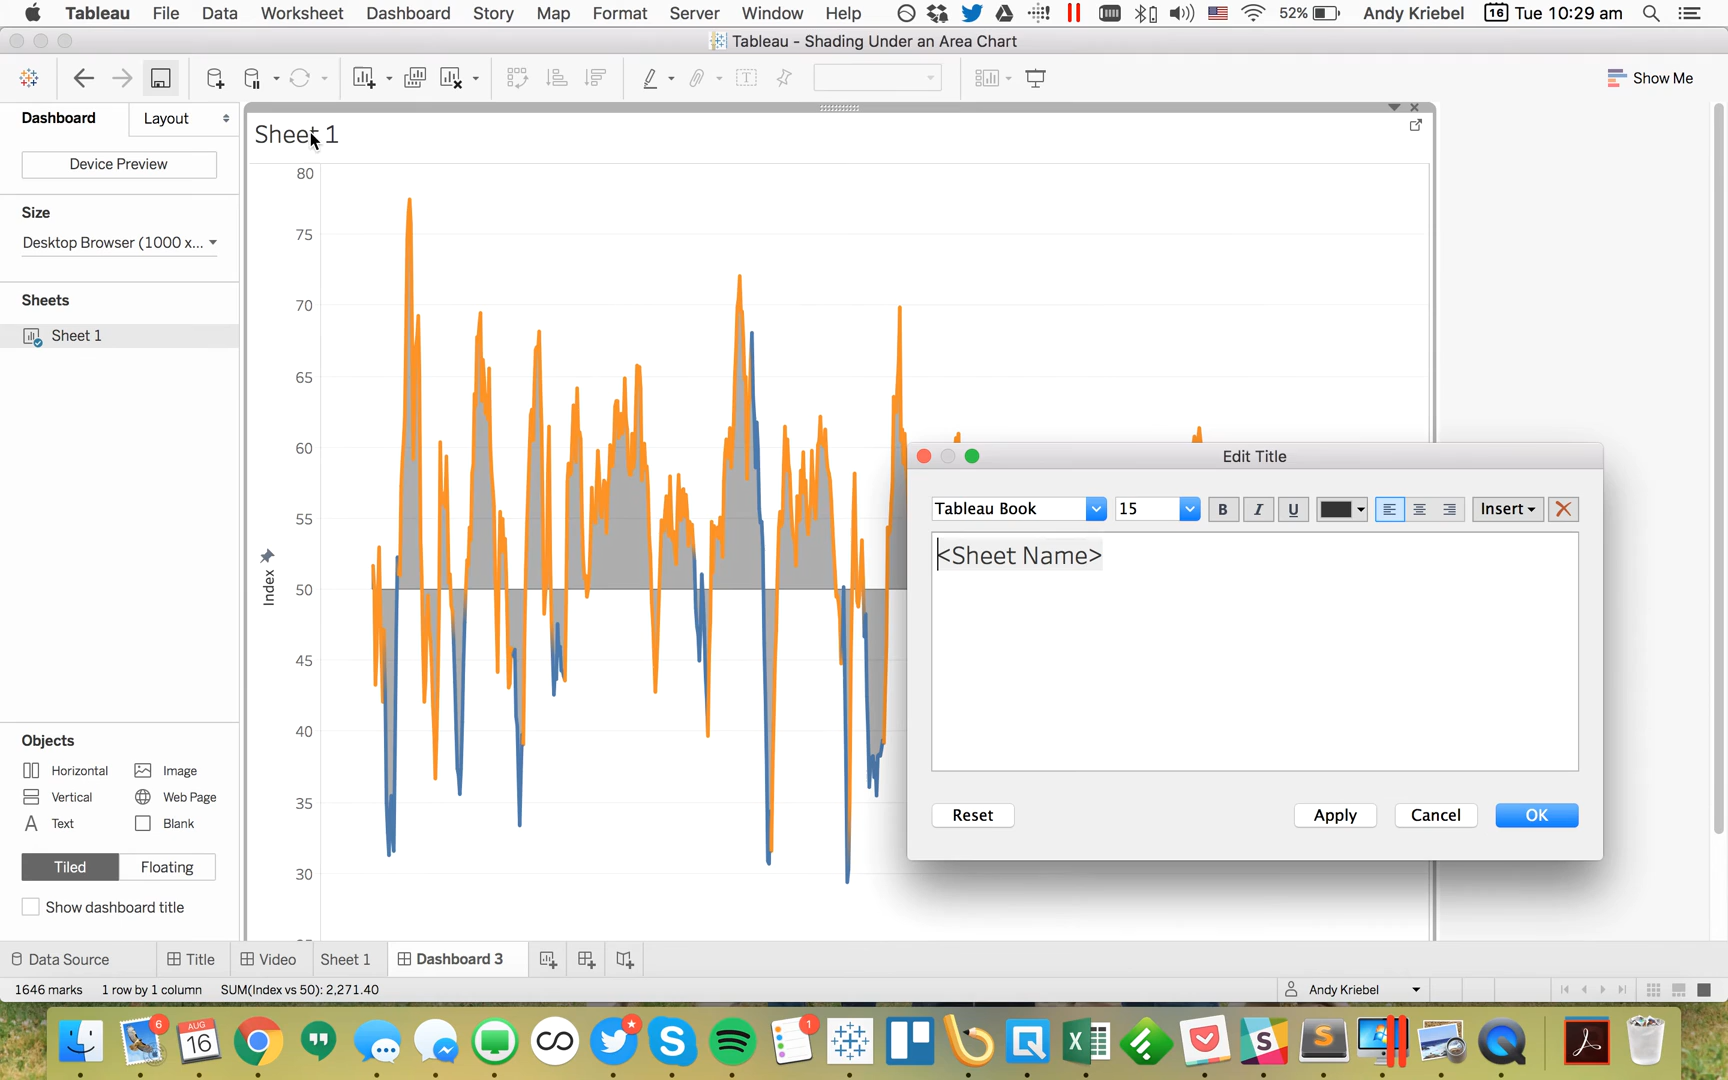 Tableau File Data Worksheet Dashboard Story Map Format Server Window Help 52% Andy Kriebel 16 Tue 10:29 am
Tableau - Shading Under an Area Chart
Show Me
Dashboard Layout
Device Preview
Size
Desktop Browser (1000 x...
Sheets
Sheet 1
Sheet 1
80
75
70
65
60
55
50
45
40
35
30
Index
Edit Title
Tableau Book 15 B I U Insert
<Sheet Name>
Reset Apply Cancel OK
Objects
Horizontal Image
Vertical Web Page
Text Blank
Tiled Floating
Show dashboard title
Data Source Title Video Sheet 1 Dashboard 3
1646 marks 1 row by 1 column SUM(Index vs 50): 2,271.40 Andy Kriebel
6 AUG 16 1